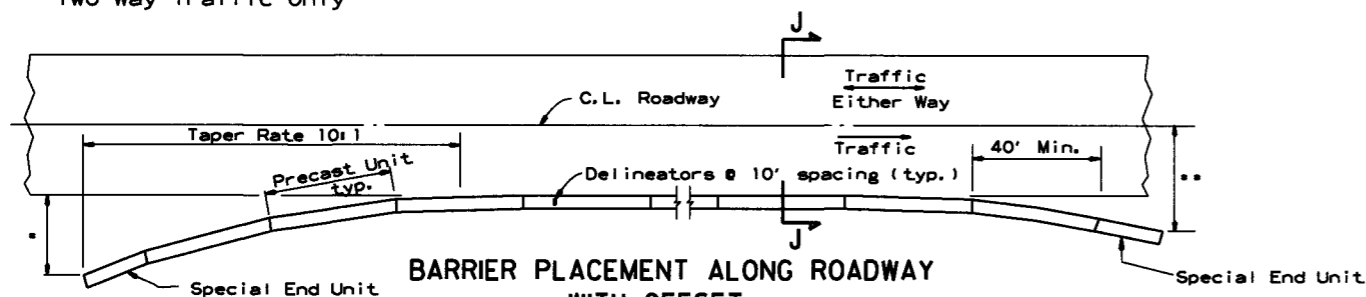 Two Way Traffic Only
J
Traffic
Either Way
C.L. Roadway
Taper Rate 10:1
Traffic
40' Min.
Precast Unit
typ.
Delineators @ 10' spacing (typ.)
**
*
J
BARRIER PLACEMENT ALONG ROADWAY
WITH OFFSET
Special End Unit
Special End Unit